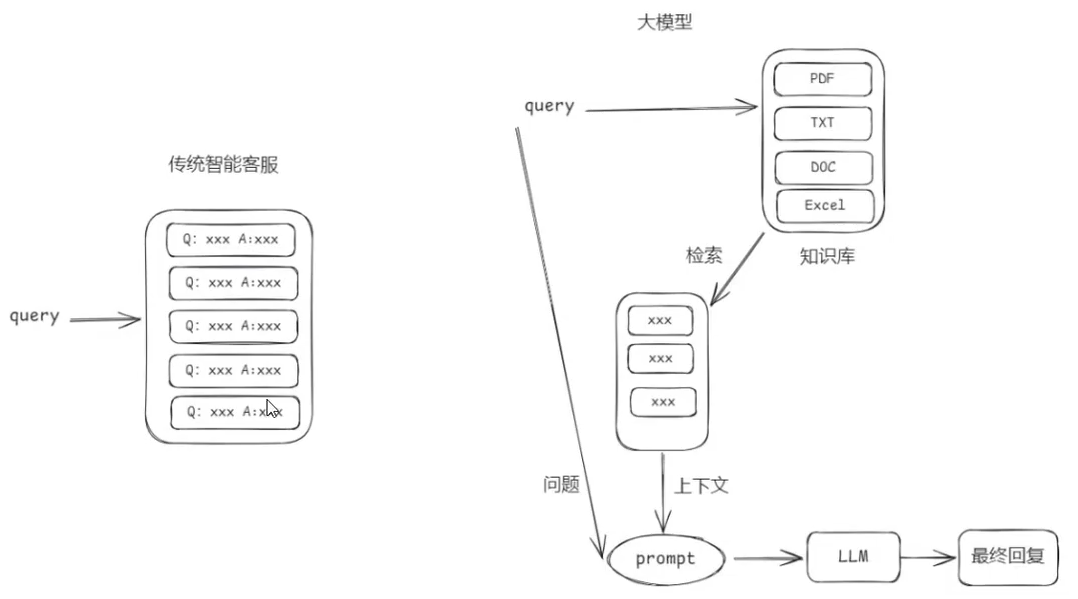 传统智能客服
query
Q: xxx A:xxx
Q: xxx A:xxx
Q: xxx A:xxx
Q: xxx A:xxx
Q: xxx A:xxx
大模型
query
PDF
TXT
DOC
Excel
检索
知识库
xxx
xxx
xxx
问题
上下文
prompt
LLM
最终回复